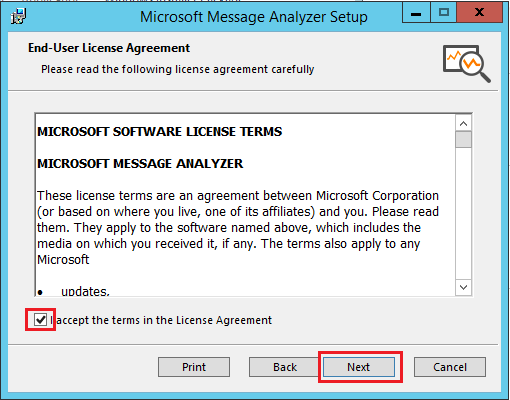 Microsoft Message Analyzer Setup
End-User License Agreement
Please read the following license agreement carefully
MICROSOFT SOFTWARE LICENSE TERMS
MICROSOFT MESSAGE ANALYZER
These license terms are an agreement between Microsoft Corporation
(or based on where you live, one of its affiliates) and you. Please read
them. They apply to the software named above, which includes the
media on which you received it, if any. The terms also apply to any
Microsoft
• updates,
I accept the terms in the License Agreement
Print Back Next Cancel